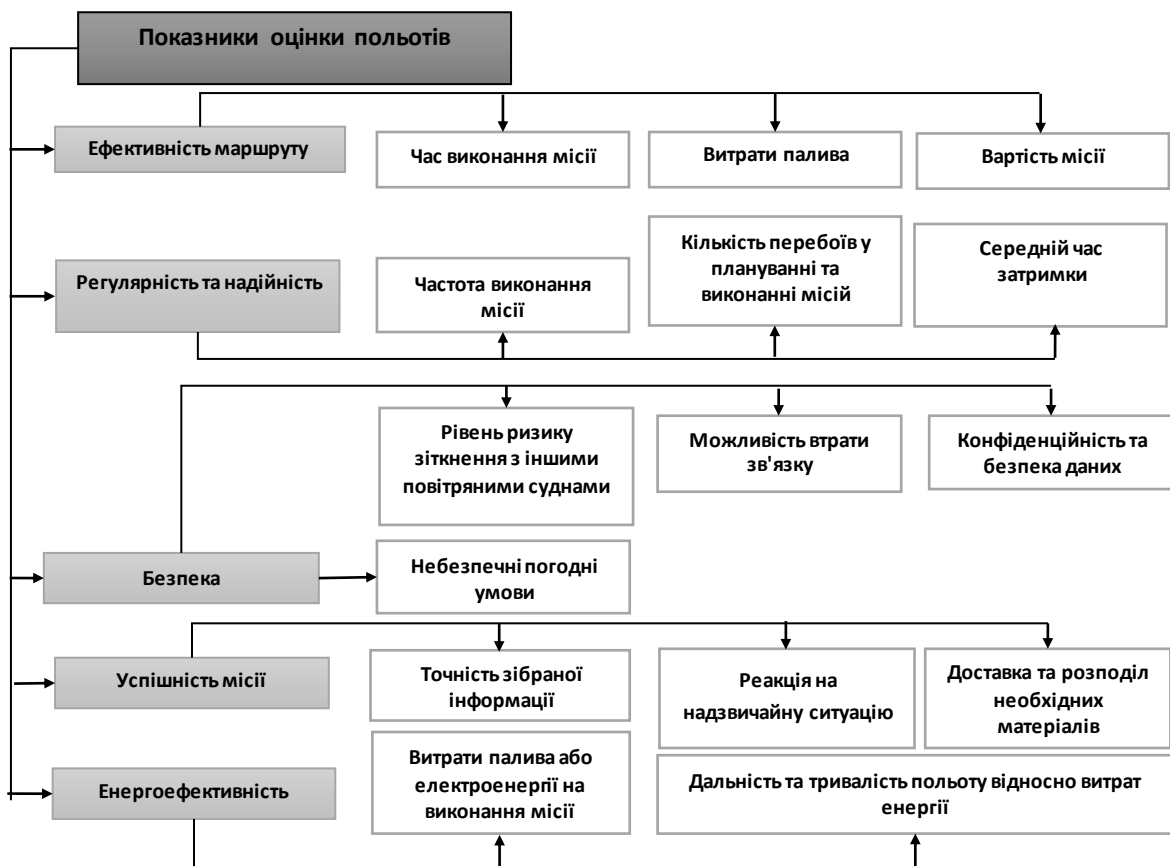 Показники оцінки польотів
Ефективність маршруту
Час виконання місії
Витрати палива
Вартість місії
Регулярність та надійність
Частота виконання
місії
Кількість перебоїв у
плануванні та
виконанні місій
Середній час
затримки
Рівень ризику
зіткнення з іншими
повітряними суднами
Можливість втрати
зв'язку
Конфіденційність та
безпека даних
Безпека
Небезпечні погодні
умови
Успішність місії
Точність зібраної
інформації
Реакція на
надзвичайну ситуацію
Доставка та розподіл
необхідних
матеріалів
Енергоефективність
Витрати палива або
електроенергії на
виконання місії
Дальність та тривалість польоту відносно витрат
енергії